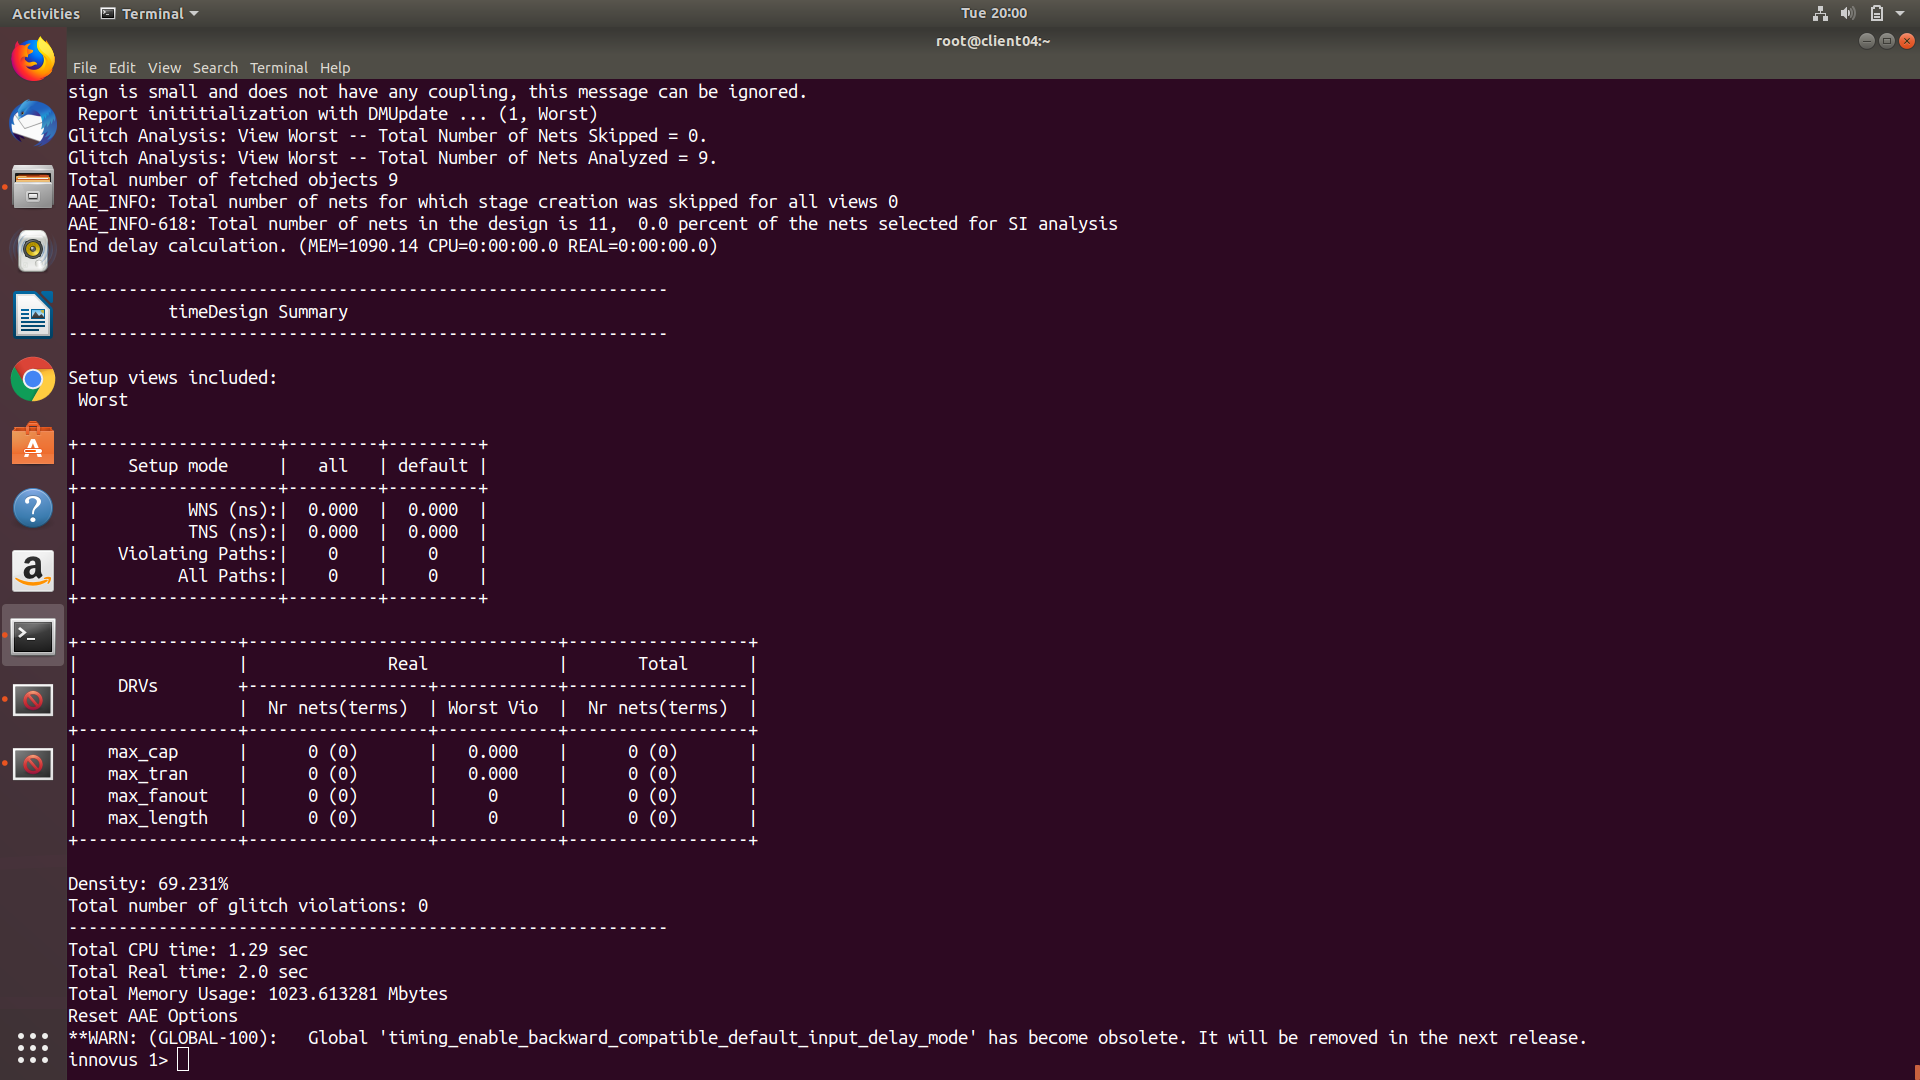 Activities Terminal Tue 20:00
root@client04:~
File Edit View Search Terminal Help
sign is small and does not have any coupling, this message can be ignored.
 Report inititialization with DMUpdate ... (1, Worst)
Glitch Analysis: View Worst -- Total Number of Nets Skipped = 0.
Glitch Analysis: View Worst -- Total Number of Nets Analyzed = 9.
Total number of fetched objects 9
AAE_INFO: Total number of nets for which stage creation was skipped for all views 0
AAE_INFO-618: Total number of nets in the design is 11,  0.0 percent of the nets selected for SI analysis
End delay calculation. (MEM=1090.14 CPU=0:00:00.0 REAL=0:00:00.0)
------------------------------------------------------------
          timeDesign Summary
------------------------------------------------------------
Setup views included:
 Worst
+--------------------+---------+---------+
|     Setup mode     |   all   | default |
+--------------------+---------+---------+
|           WNS (ns):|  0.000  |  0.000  |
|           TNS (ns):|  0.000  |  0.000  |
|    Violating Paths:|    0    |    0    |
|          All Paths:|    0    |    0    |
+--------------------+---------+---------+
+----------------+-------------------------------+------------------+
|                |              Real             |       Total      |
|    DRVs        +------------------+------------+------------------|
|                |  Nr nets(terms)  | Worst Vio  |  Nr nets(terms)  |
+----------------+------------------+------------+------------------+
|   max_cap      |      0 (0)       |   0.000    |      0 (0)       |
|   max_tran     |      0 (0)       |   0.000    |      0 (0)       |
|   max_fanout   |      0 (0)       |     0      |      0 (0)       |
|   max_length   |      0 (0)       |     0      |      0 (0)       |
+----------------+------------------+------------+------------------+
Density: 69.231%
Total number of glitch violations: 0
------------------------------------------------------------
Total CPU time: 1.29 sec
Total Real time: 2.0 sec
Total Memory Usage: 1023.613281 Mbytes
Reset AAE Options
**WARN: (GLOBAL-100):   Global 'timing_enable_backward_compatible_default_input_delay_mode' has become obsolete. It will be removed in the next release.
innovus 1>